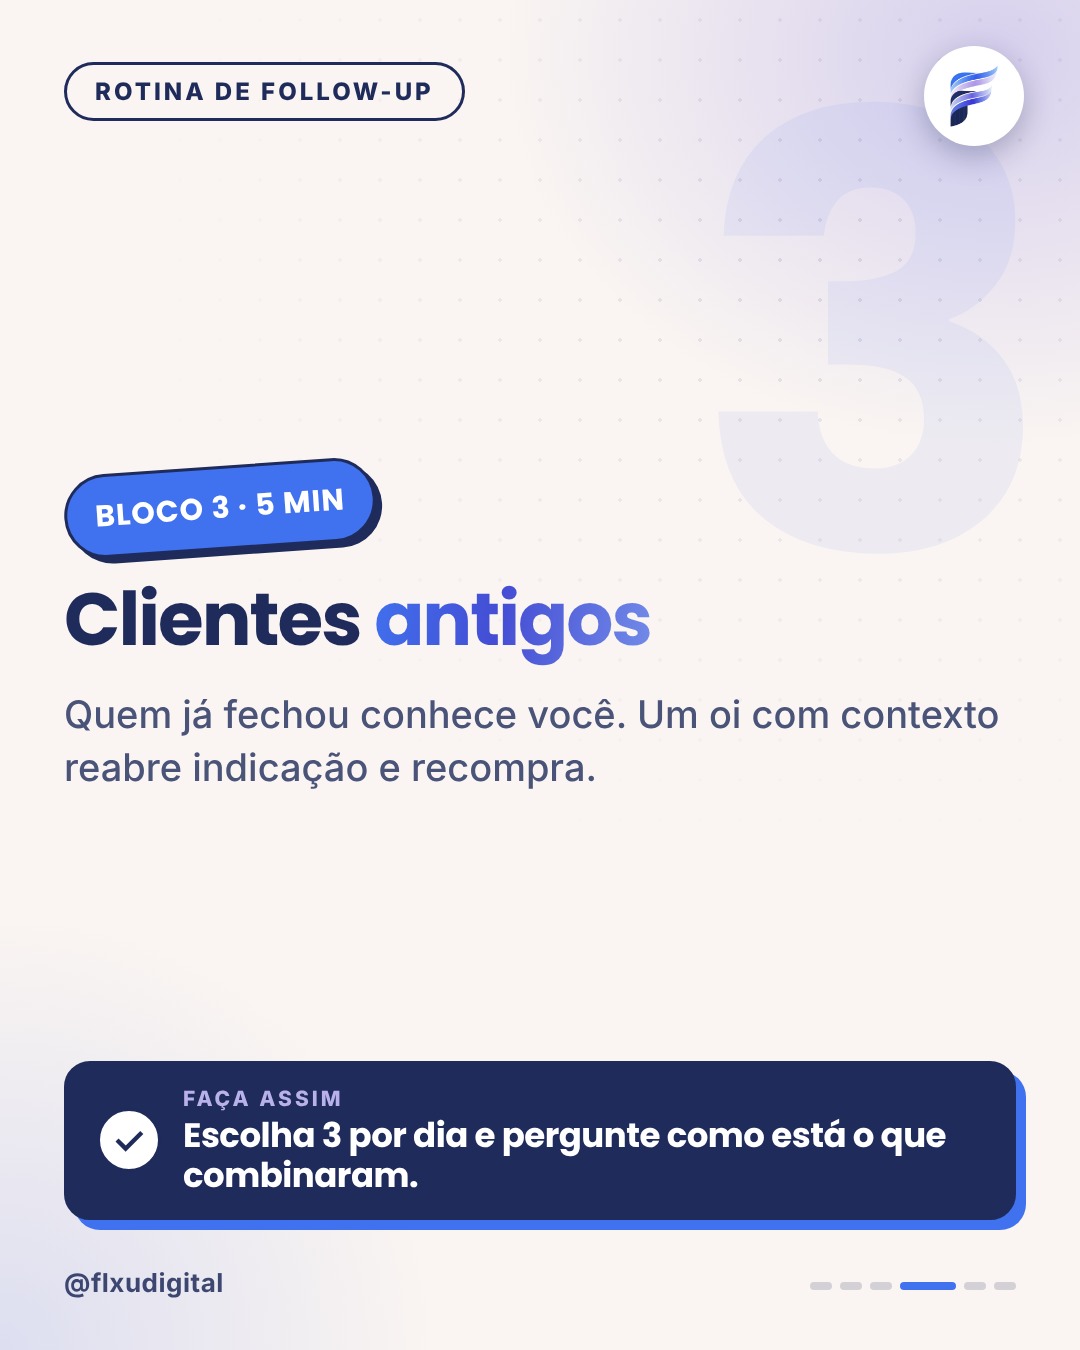 ROTINA DE FOLLOW-UP
3
BLOCO 3 · 5 MIN
Clientes antigos
Quem já fechou conhece você. Um oi com contexto
reabre indicação e recompra.
FAÇA ASSIM
Escolha 3 por dia e pergunte como está o que
combinaram.
@flxudigital